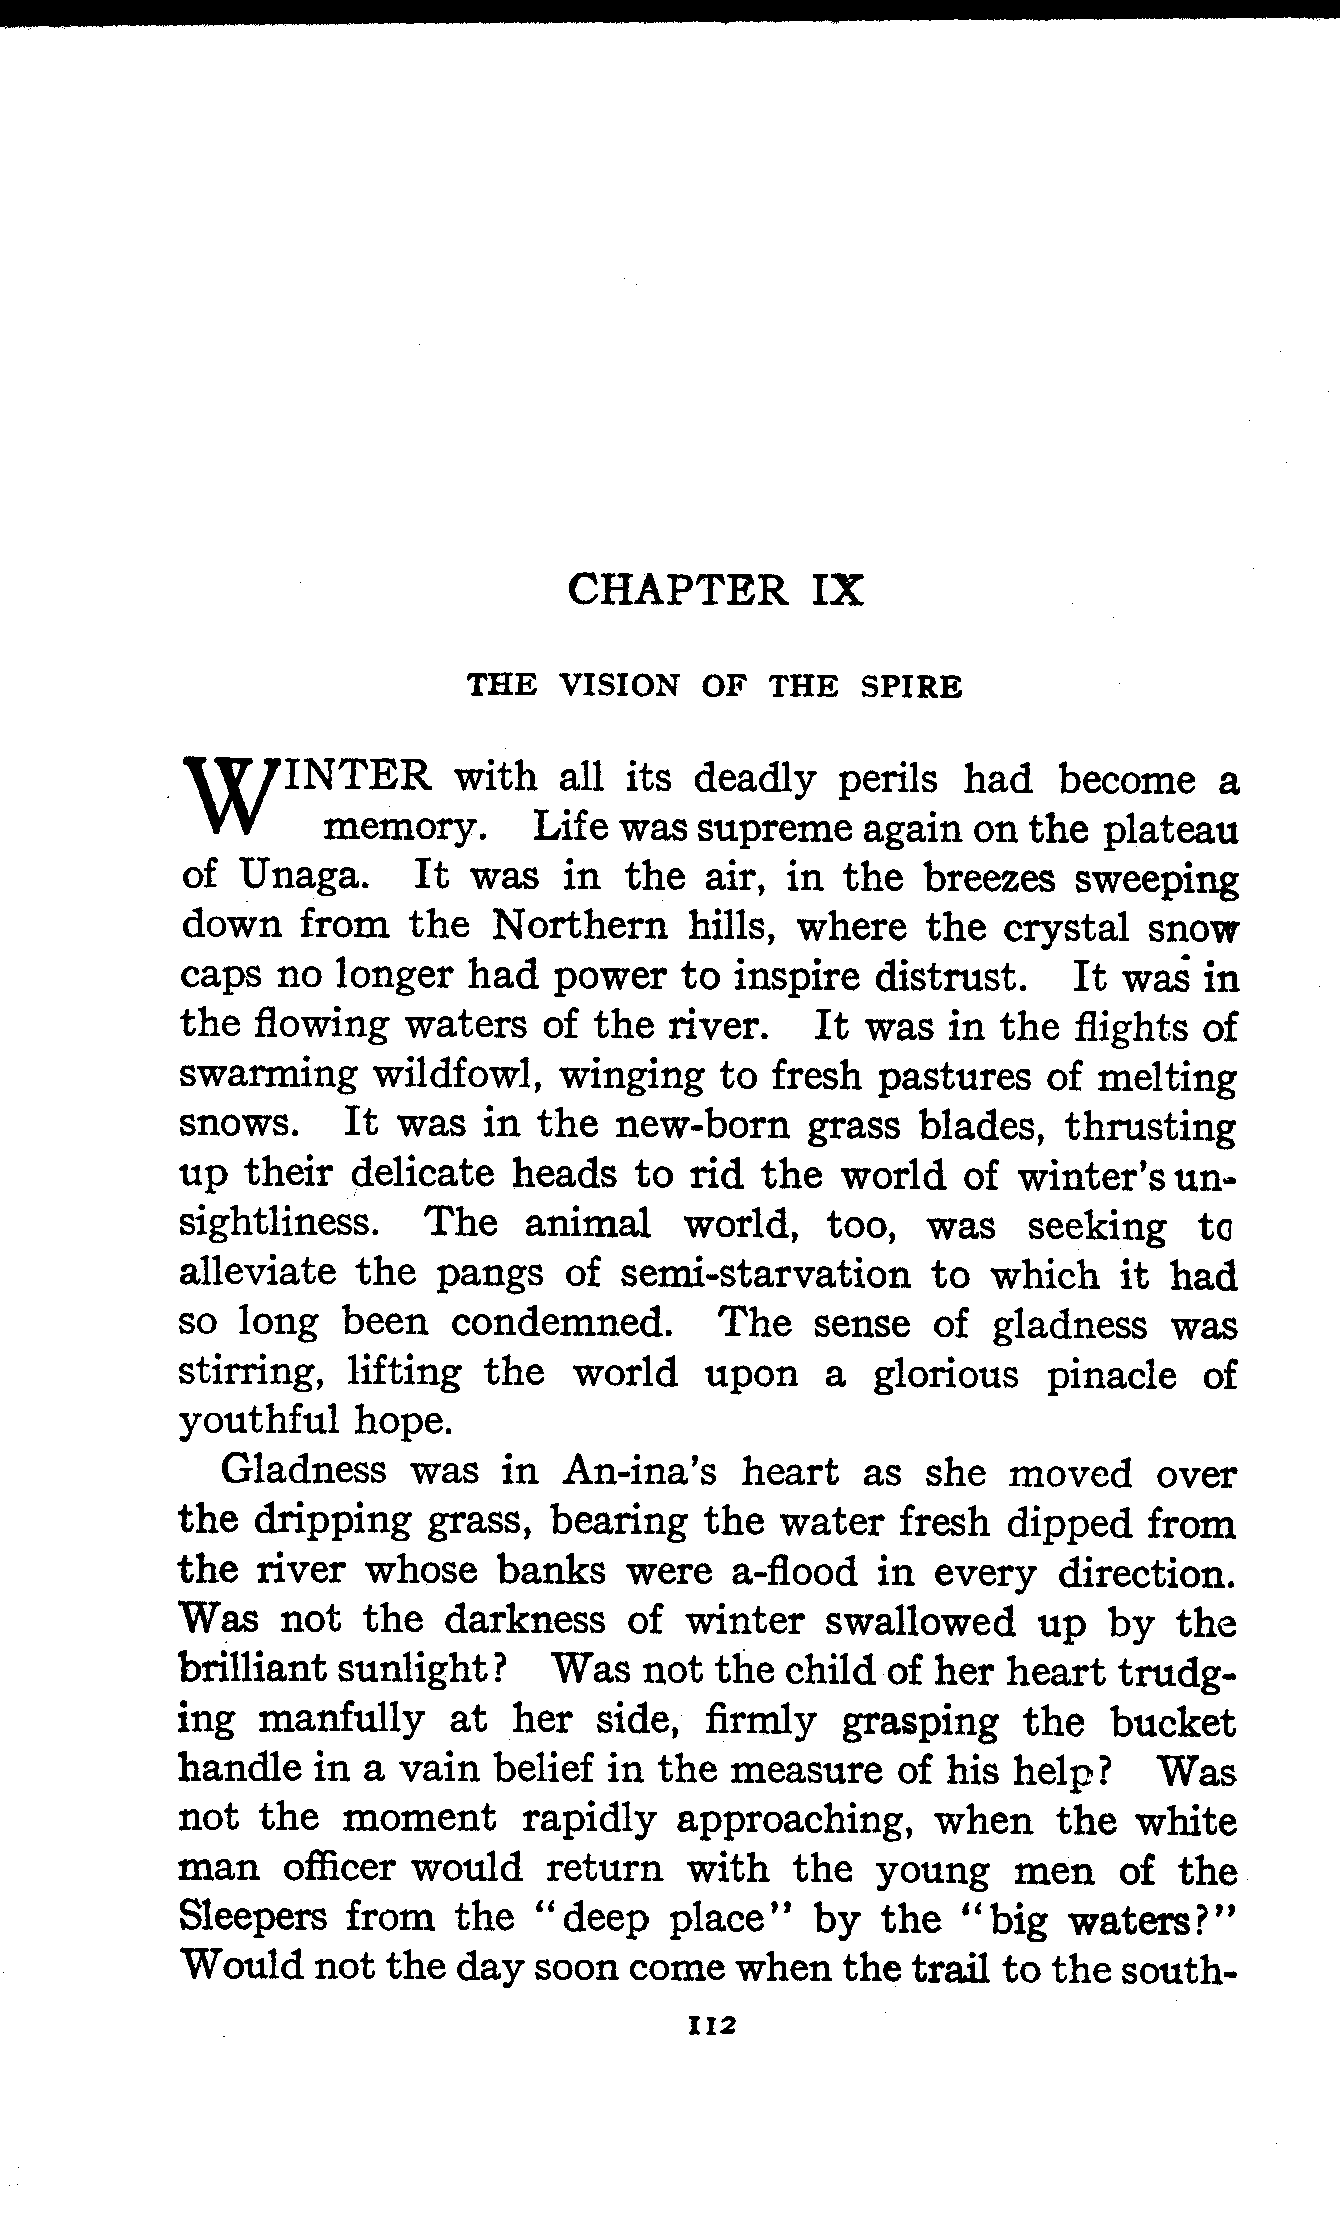 CHAPTER IX
THE VISION OF THE SPIRE
WINTER with all its deadly perils had become a
memory. Life was supreme again on the plateau
of Unaga. It was in the air, in the breezes sweeping
down from the Northern hills, where the crystal snow
caps no longer had power to inspire distrust. It was in
the flowing waters of the river. It was in the flights of
swarming wildfowl, winging to fresh pastures of melting
snows. It was in the new-born grass blades, thrusting
up their delicate heads to rid the world of winter's un-
sightliness. The animal world, too, was seeking to
alleviate the pangs of semi-starvation to which it had
so long been condemned. The sense of gladness was
stirring, lifting the world upon a glorious pinacle of
youthful hope.
Gladness was in An-ina's heart as she moved over
the dripping grass, bearing the water fresh dipped from
the river whose banks were a-flood in every direction.
Was not the darkness of winter swallowed up by the
brilliant sunlight? Was not the child of her heart trudg-
ing manfully at her side, firmly grasping the bucket
handle in a vain belief in the measure of his help? Was
not the moment rapidly approaching, when the white
man officer would return with the young men of the
Sleepers from the "deep place" by the "big waters?"
Would not the day soon come when the trail to the south-
112